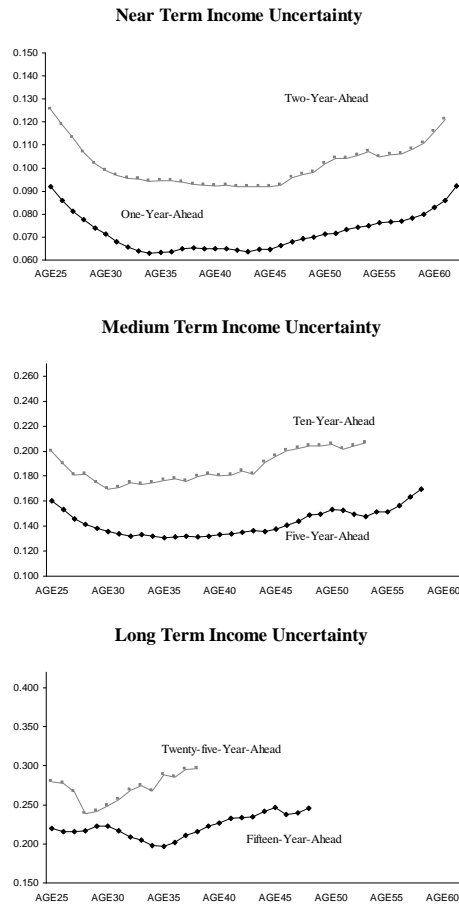 Near Term Income Uncertainty
0.150
0.140
0.130
0.120
Two-Year-Ahead
0.110
0.100
0.090
One-Year-Ahead
0.080
0.070
0.060
AGE25 AGE30 AGE35 AGE40 AGE45 AGE50 AGE55 AGE60
Medium Term Income Uncertainty
0.260
0.240
0.220
Ten-Year-Ahead
0.200
0.180
0.160
0.140
Five-Year-Ahead
0.120
0.100
AGE25 AGE30 AGE35 AGE40 AGE45 AGE50 AGE55 AGE60
Long Term Income Uncertainty
0.400
0.350
Twenty-five-Year-Ahead
0.300
0.250
0.200
Fifteen-Year-Ahead
0.150
AGE25 AGE30 AGE35 AGE40 AGE45 AGE50 AGE55 AGE60